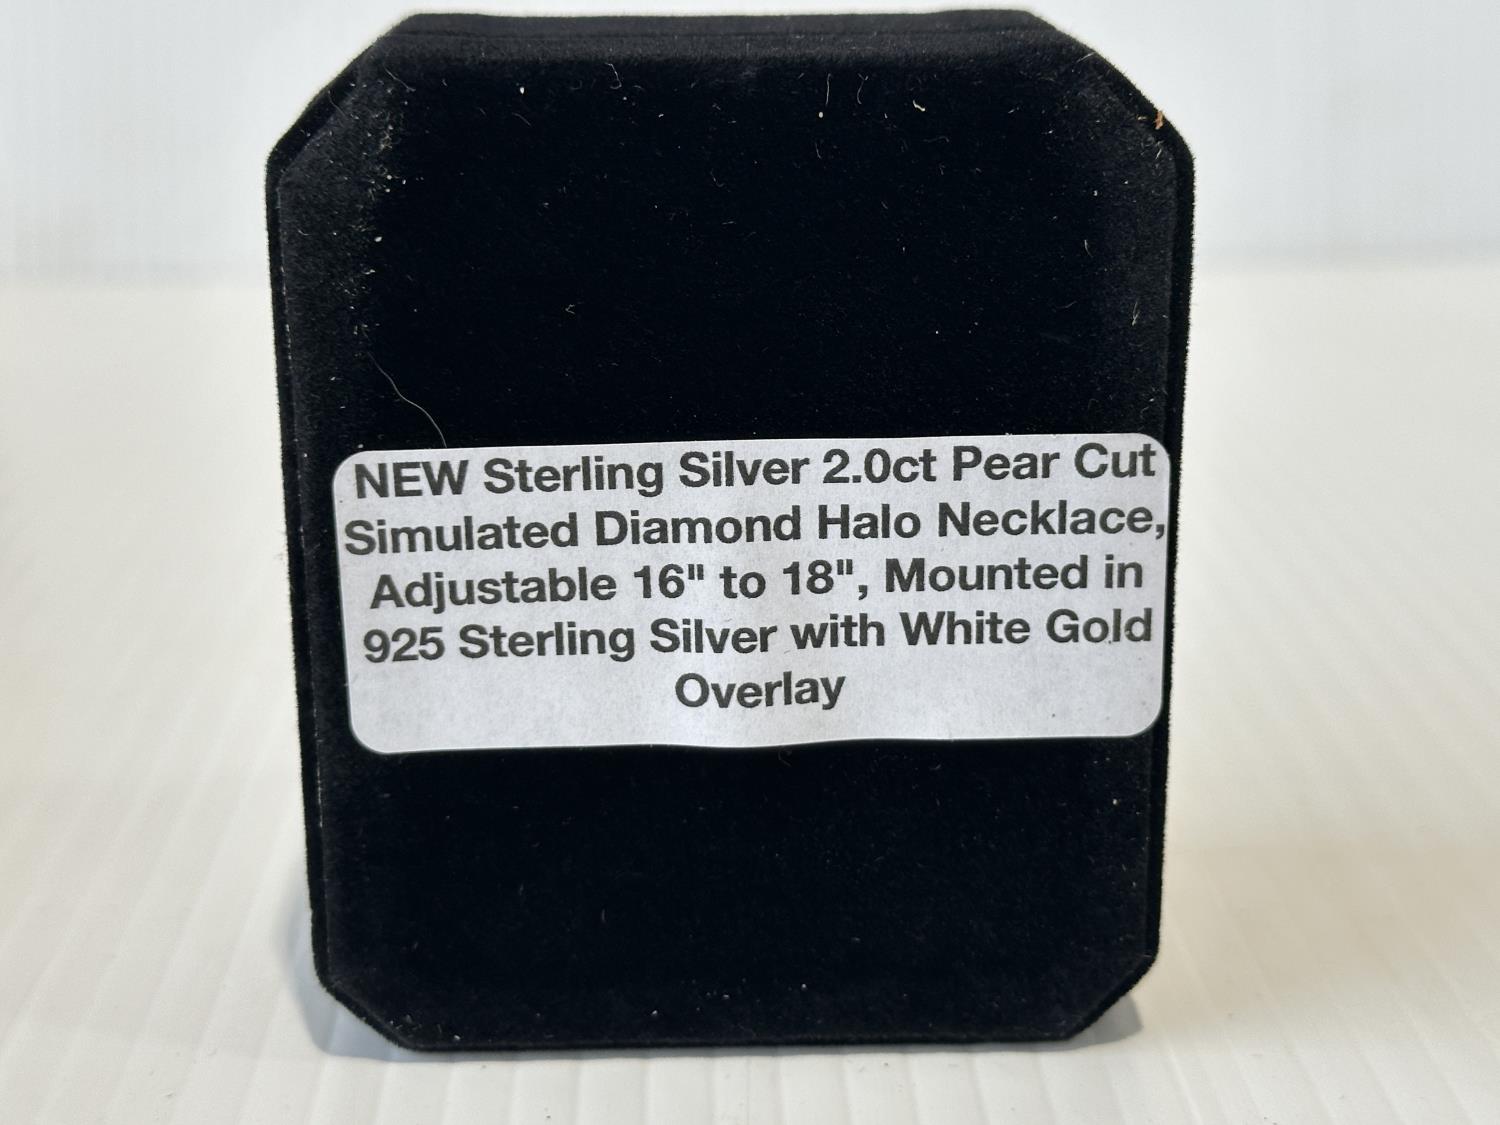 NEW Sterling Silver 2.0ct Pear Cut
Simulated Diamond Halo Necklace,
Adjustable 16" to 18", Mounted in
925 Sterling Silver with White Gold
Overlay